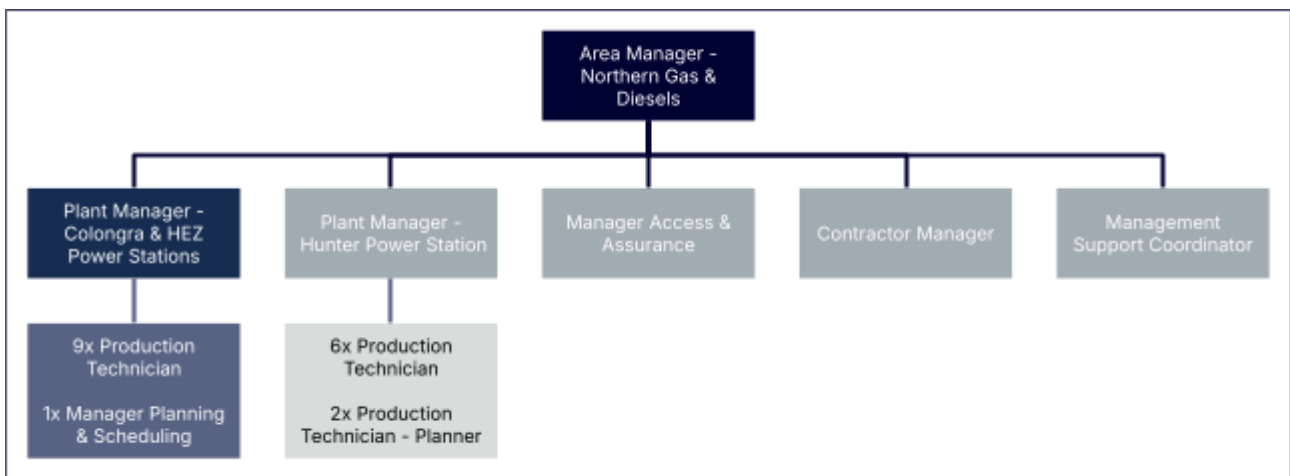 Area Manager -
Northern Gas &
Diesels
Plant Manager -
Colongra & HEZ
Power Stations
Plant Manager -
Hunter Power Station
Manager Access &
Assurance
Contractor Manager
Management
Support Coordinator
9x Production
Technician
1x Manager Planning
& Scheduling
6x Production
Technician
2x Production
Technician - Planner